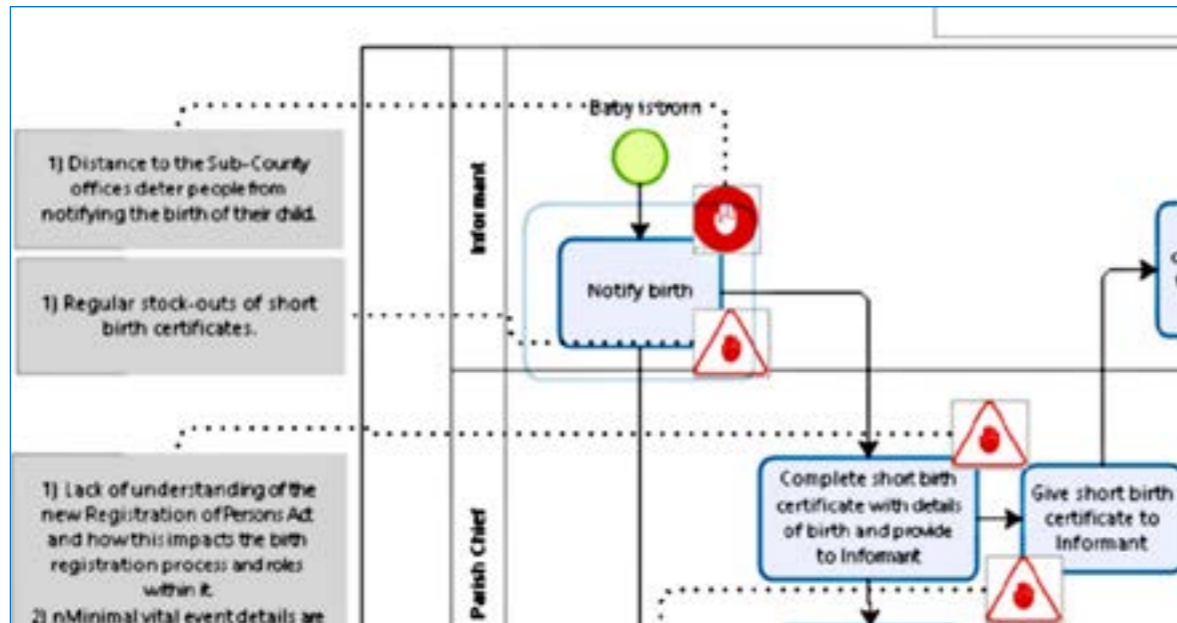 1) Distance to the Sub-County
offices deter people from
notifying the birth of their child.
1) Regular stock-outs of short
birth certificates.
1) Lack of understanding of the
new Registration of Persons Act
and how this impacts the birth
registration process and roles
within it.
2) nMinimal vital event details are
Informant
Parish Chief
Baby is born
Notify birth
Complete short birth
certificate with details
of birth and provide
to Informant
Give short birth
certificate to
Informant